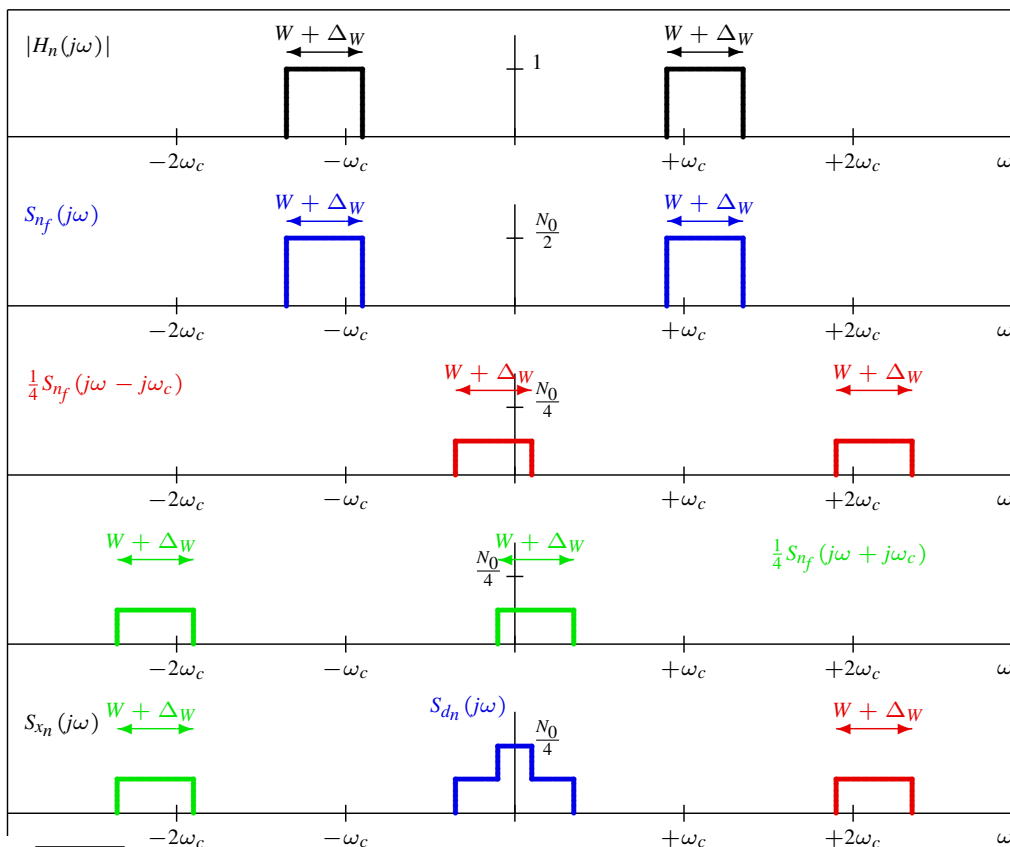 |H_n(jω)|
W + Δ_W
W + Δ_W
1
−2ω_c −ω_c +ω_c +2ω_c ω
S_{n_f}(jω)
W + Δ_W
W + Δ_W
N_0/2
−2ω_c −ω_c +ω_c +2ω_c ω
1/4 S_{n_f}(jω − jω_c)
W + Δ_W
W + Δ_W
N_0/4
−2ω_c −ω_c +ω_c +2ω_c ω
W + Δ_W
W + Δ_W
1/4 S_{n_f}(jω + jω_c)
N_0/4
−2ω_c −ω_c +ω_c +2ω_c ω
S_{x_n}(jω)
W + Δ_W
S_{d_n}(jω)
W + Δ_W
N_0/4
−2ω_c −ω_c +ω_c +2ω_c ω